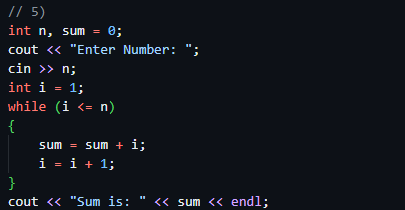 // 5)
int n, sum = 0;
cout << "Enter Number: ";
cin >> n;
int i = 1;
while (i <= n)
{
    sum = sum + i;
    i = i + 1;
}
cout << "Sum is: " << sum << endl;